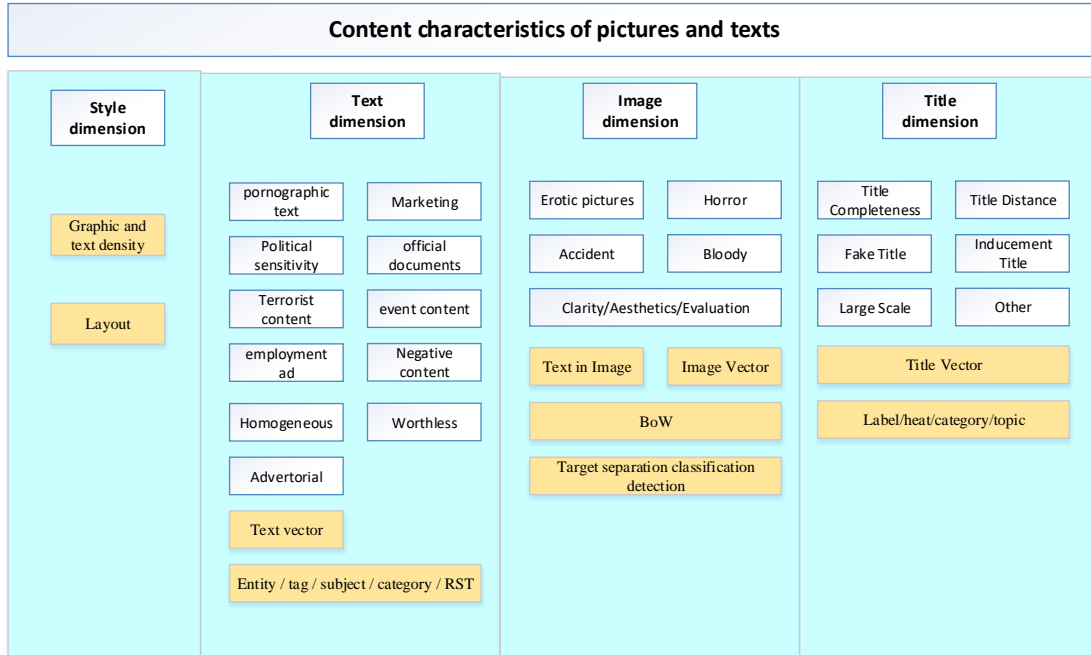 Content characteristics of pictures and texts
Style
dimension
Graphic and
text density
Layout
Text
dimension
pornographic
text
Marketing
Political
sensitivity
official
documents
Terrorist
content
event content
employment
ad
Negative
content
Homogeneous
Worthless
Advertorial
Text vector
Entity / tag / subject / category / RST
Image
dimension
Erotic pictures
Horror
Accident
Bloody
Clarity/Aesthetics/Evaluation
Text in Image
Image Vector
BoW
Target separation classification
detection
Title
dimension
Title
Completeness
Title Distance
Fake Title
Inducement
Title
Large Scale
Other
Title Vector
Label/heat/category/topic